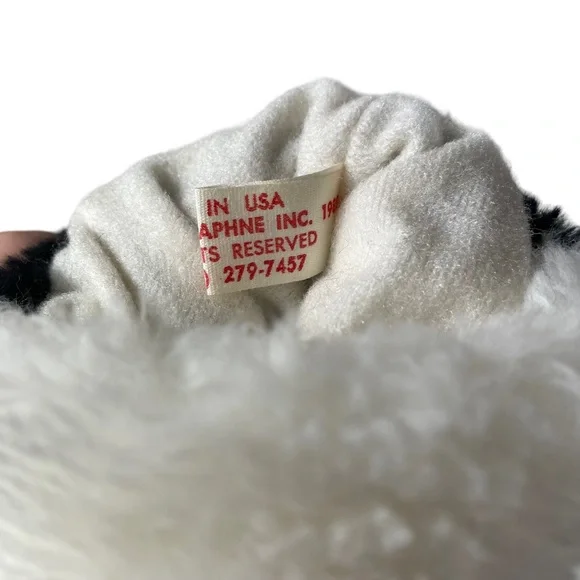 IN USA
APHNE INC. 19
TS RESERVED
) 279-7457